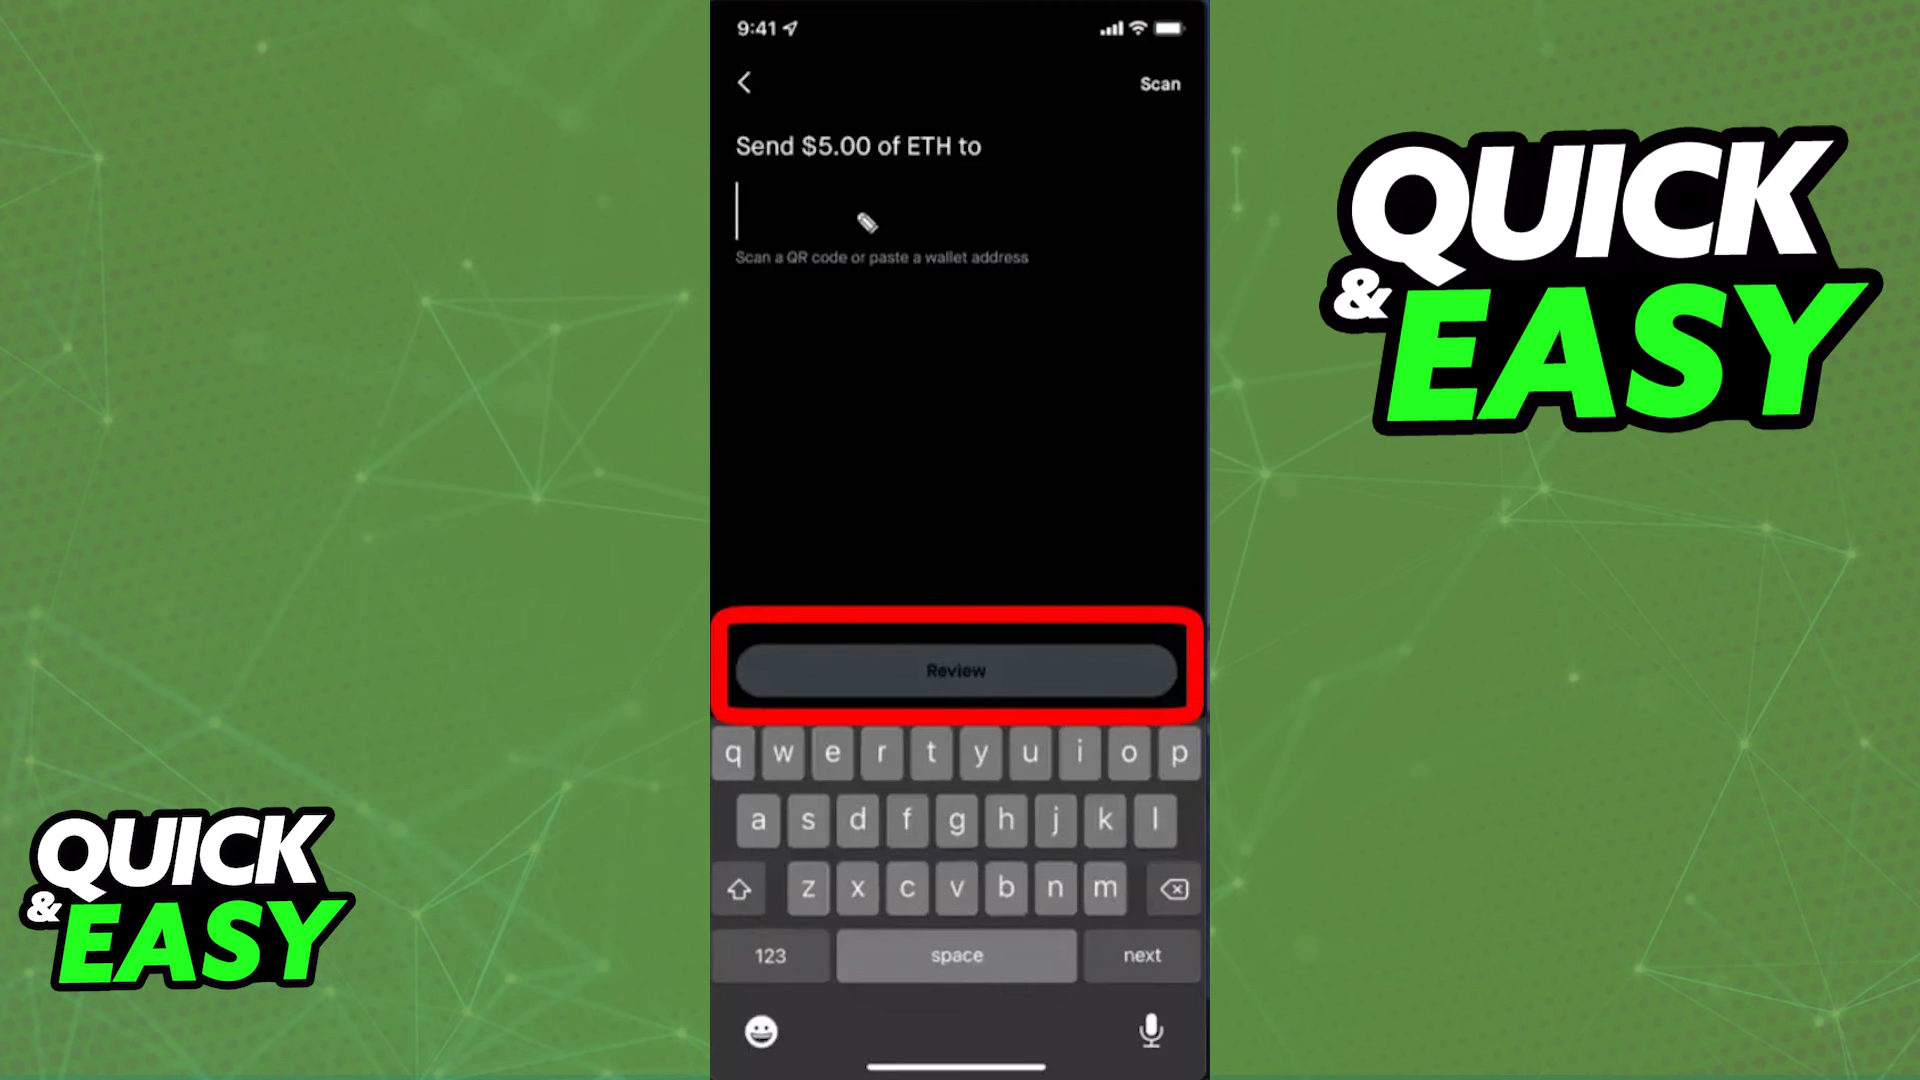 9:41
Scan
Send $5.00 of ETH to
Scan a QR code or paste a wallet address
Review
q w e r t y u i o p
a s d f g h j k l
z x c v b n m
123 space next
QUICK
& EASY
QUICK
& EASY